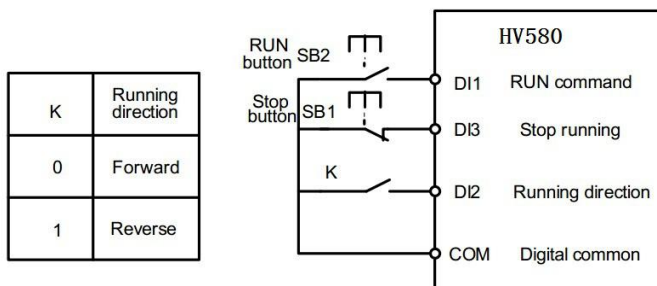 K
Running
direction
0
Forward
1
Reverse
HV580
RUN
button SB2
DI1 RUN command
Stop
button SB1
DI3 Stop running
K
DI2 Running direction
COM Digital common